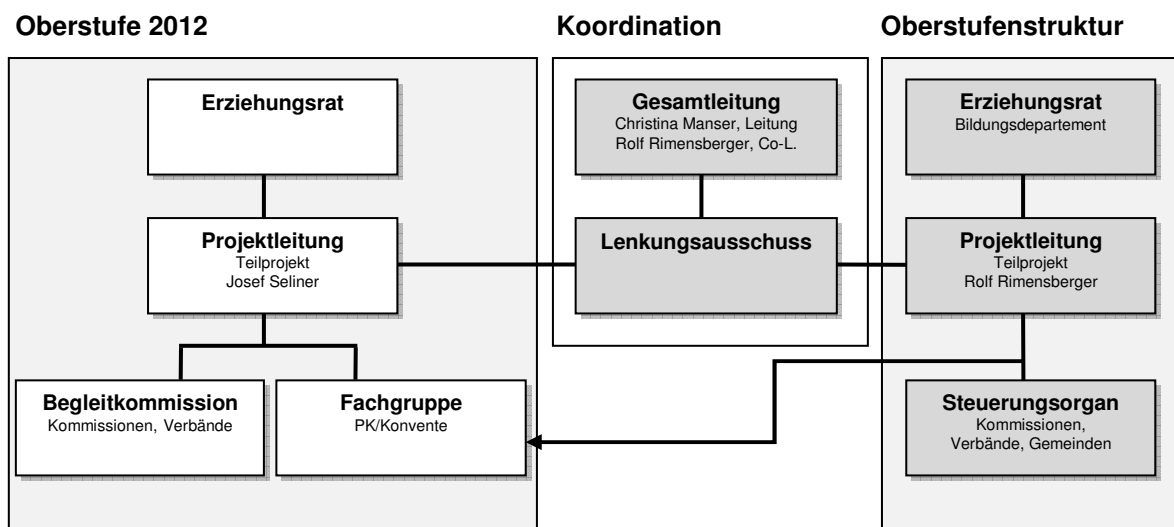 Oberstufe 2012
Koordination
Oberstufenstruktur
Erziehungsrat
Gesamtleitung
Christina Manser, Leitung
Rolf Rimensberger, Co-L.
Erziehungsrat
Bildungsdepartement
Projektleitung
Teilprojekt
Josef Seliner
Lenkungsausschuss
Projektleitung
Teilprojekt
Rolf Rimensberger
Begleitkommission
Kommissionen, Verbände
Fachgruppe
PK/Konvente
Steuerungsorgan
Kommissionen,
Verbände, Gemeinden